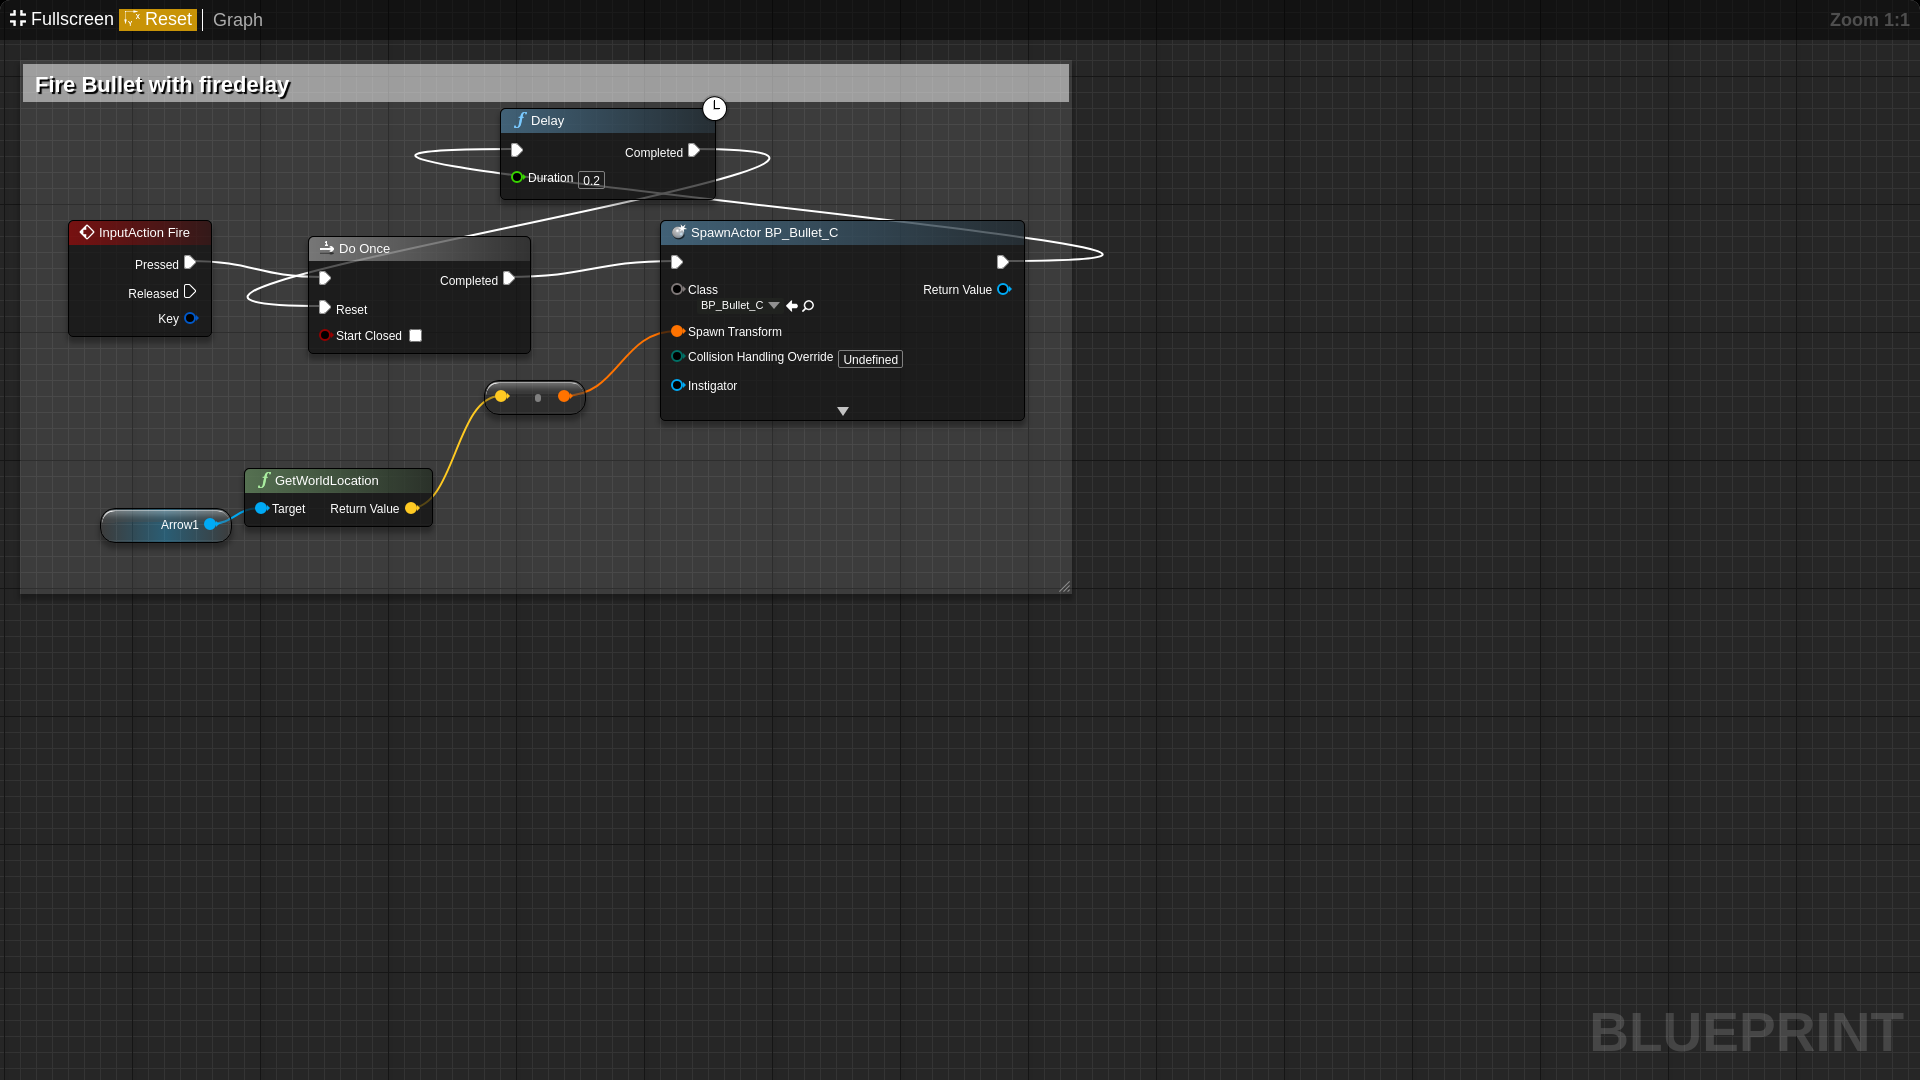 Fullscreen Reset Graph Zoom 1:1
Fire Bullet with firedelay
Delay
Completed
Duration 0.2
InputAction Fire
Pressed
Released
Key
Do Once
Completed
Reset
Start Closed
SpawnActor BP_Bullet_C
Class Return Value
BP_Bullet_C
Spawn Transform
Collision Handling Override Undefined
Instigator
GetWorldLocation
Target Return Value
Arrow1
BLUEPRINT